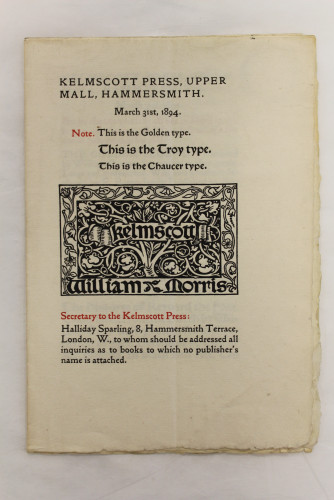 KELMSCOTT PRESS, UPPER
MALL, HAMMERSMITH.
March 31st, 1894.
Note. This is the Golden type.
This is the Troy type.
This is the Chaucer type.
kelmscott
William Morris
Secretary to the Kelmscott Press:
Halliday Sparling, 8, Hammersmith Terrace,
London, W., to whom should be addressed all
inquiries as to books to which no publisher's
name is attached.